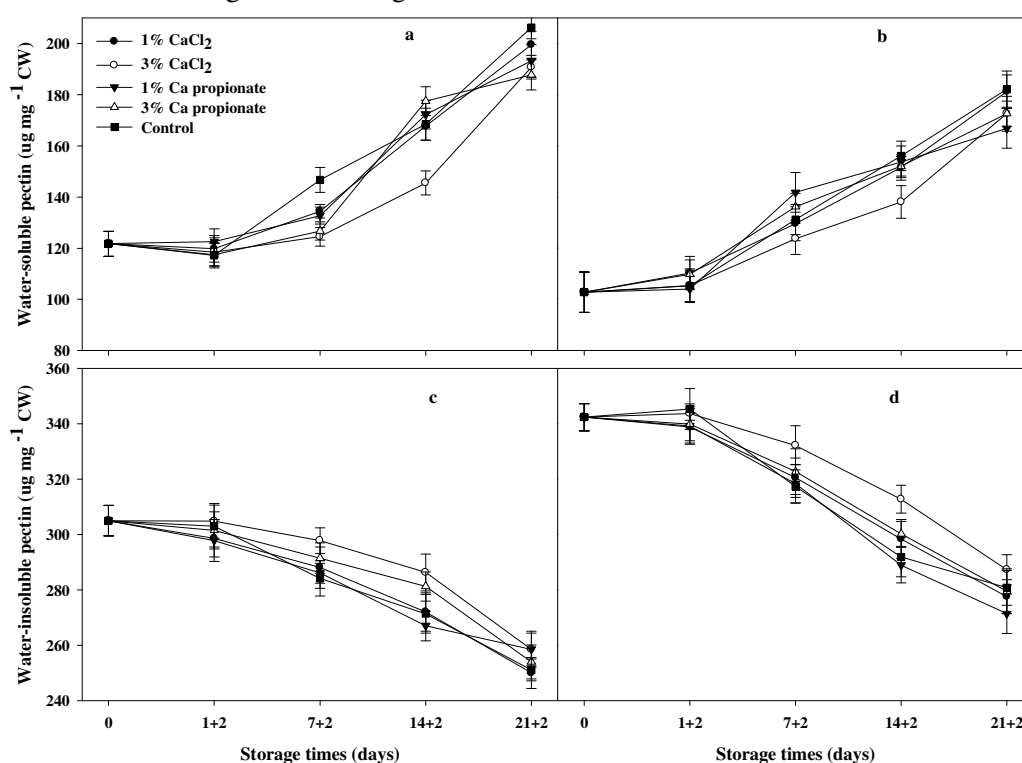 a
b
1% CaCl2
3% CaCl2
1% Ca propionate
3% Ca propionate
Control
Water-soluble pectin (ug mg -1 CW)
200
180
160
140
120
100
80
c
d
Water-insoluble pectin (ug mg -1 CW)
360
340
320
300
280
260
240
0 1+2 7+2 14+2 21+2 0 1+2 7+2 14+2 21+2
Storage times (days) Storage times (days)